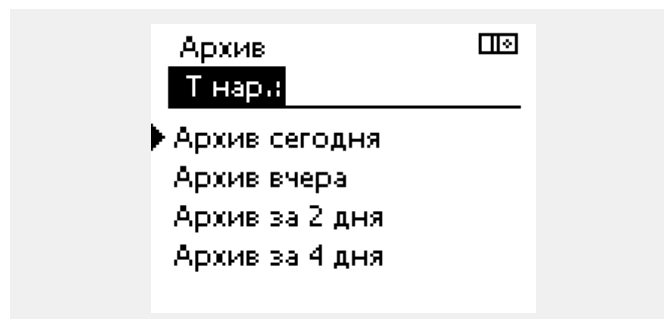 Архив
Т нар.:
Архив сегодня
Архив вчера
Архив за 2 дня
Архив за 4 дня